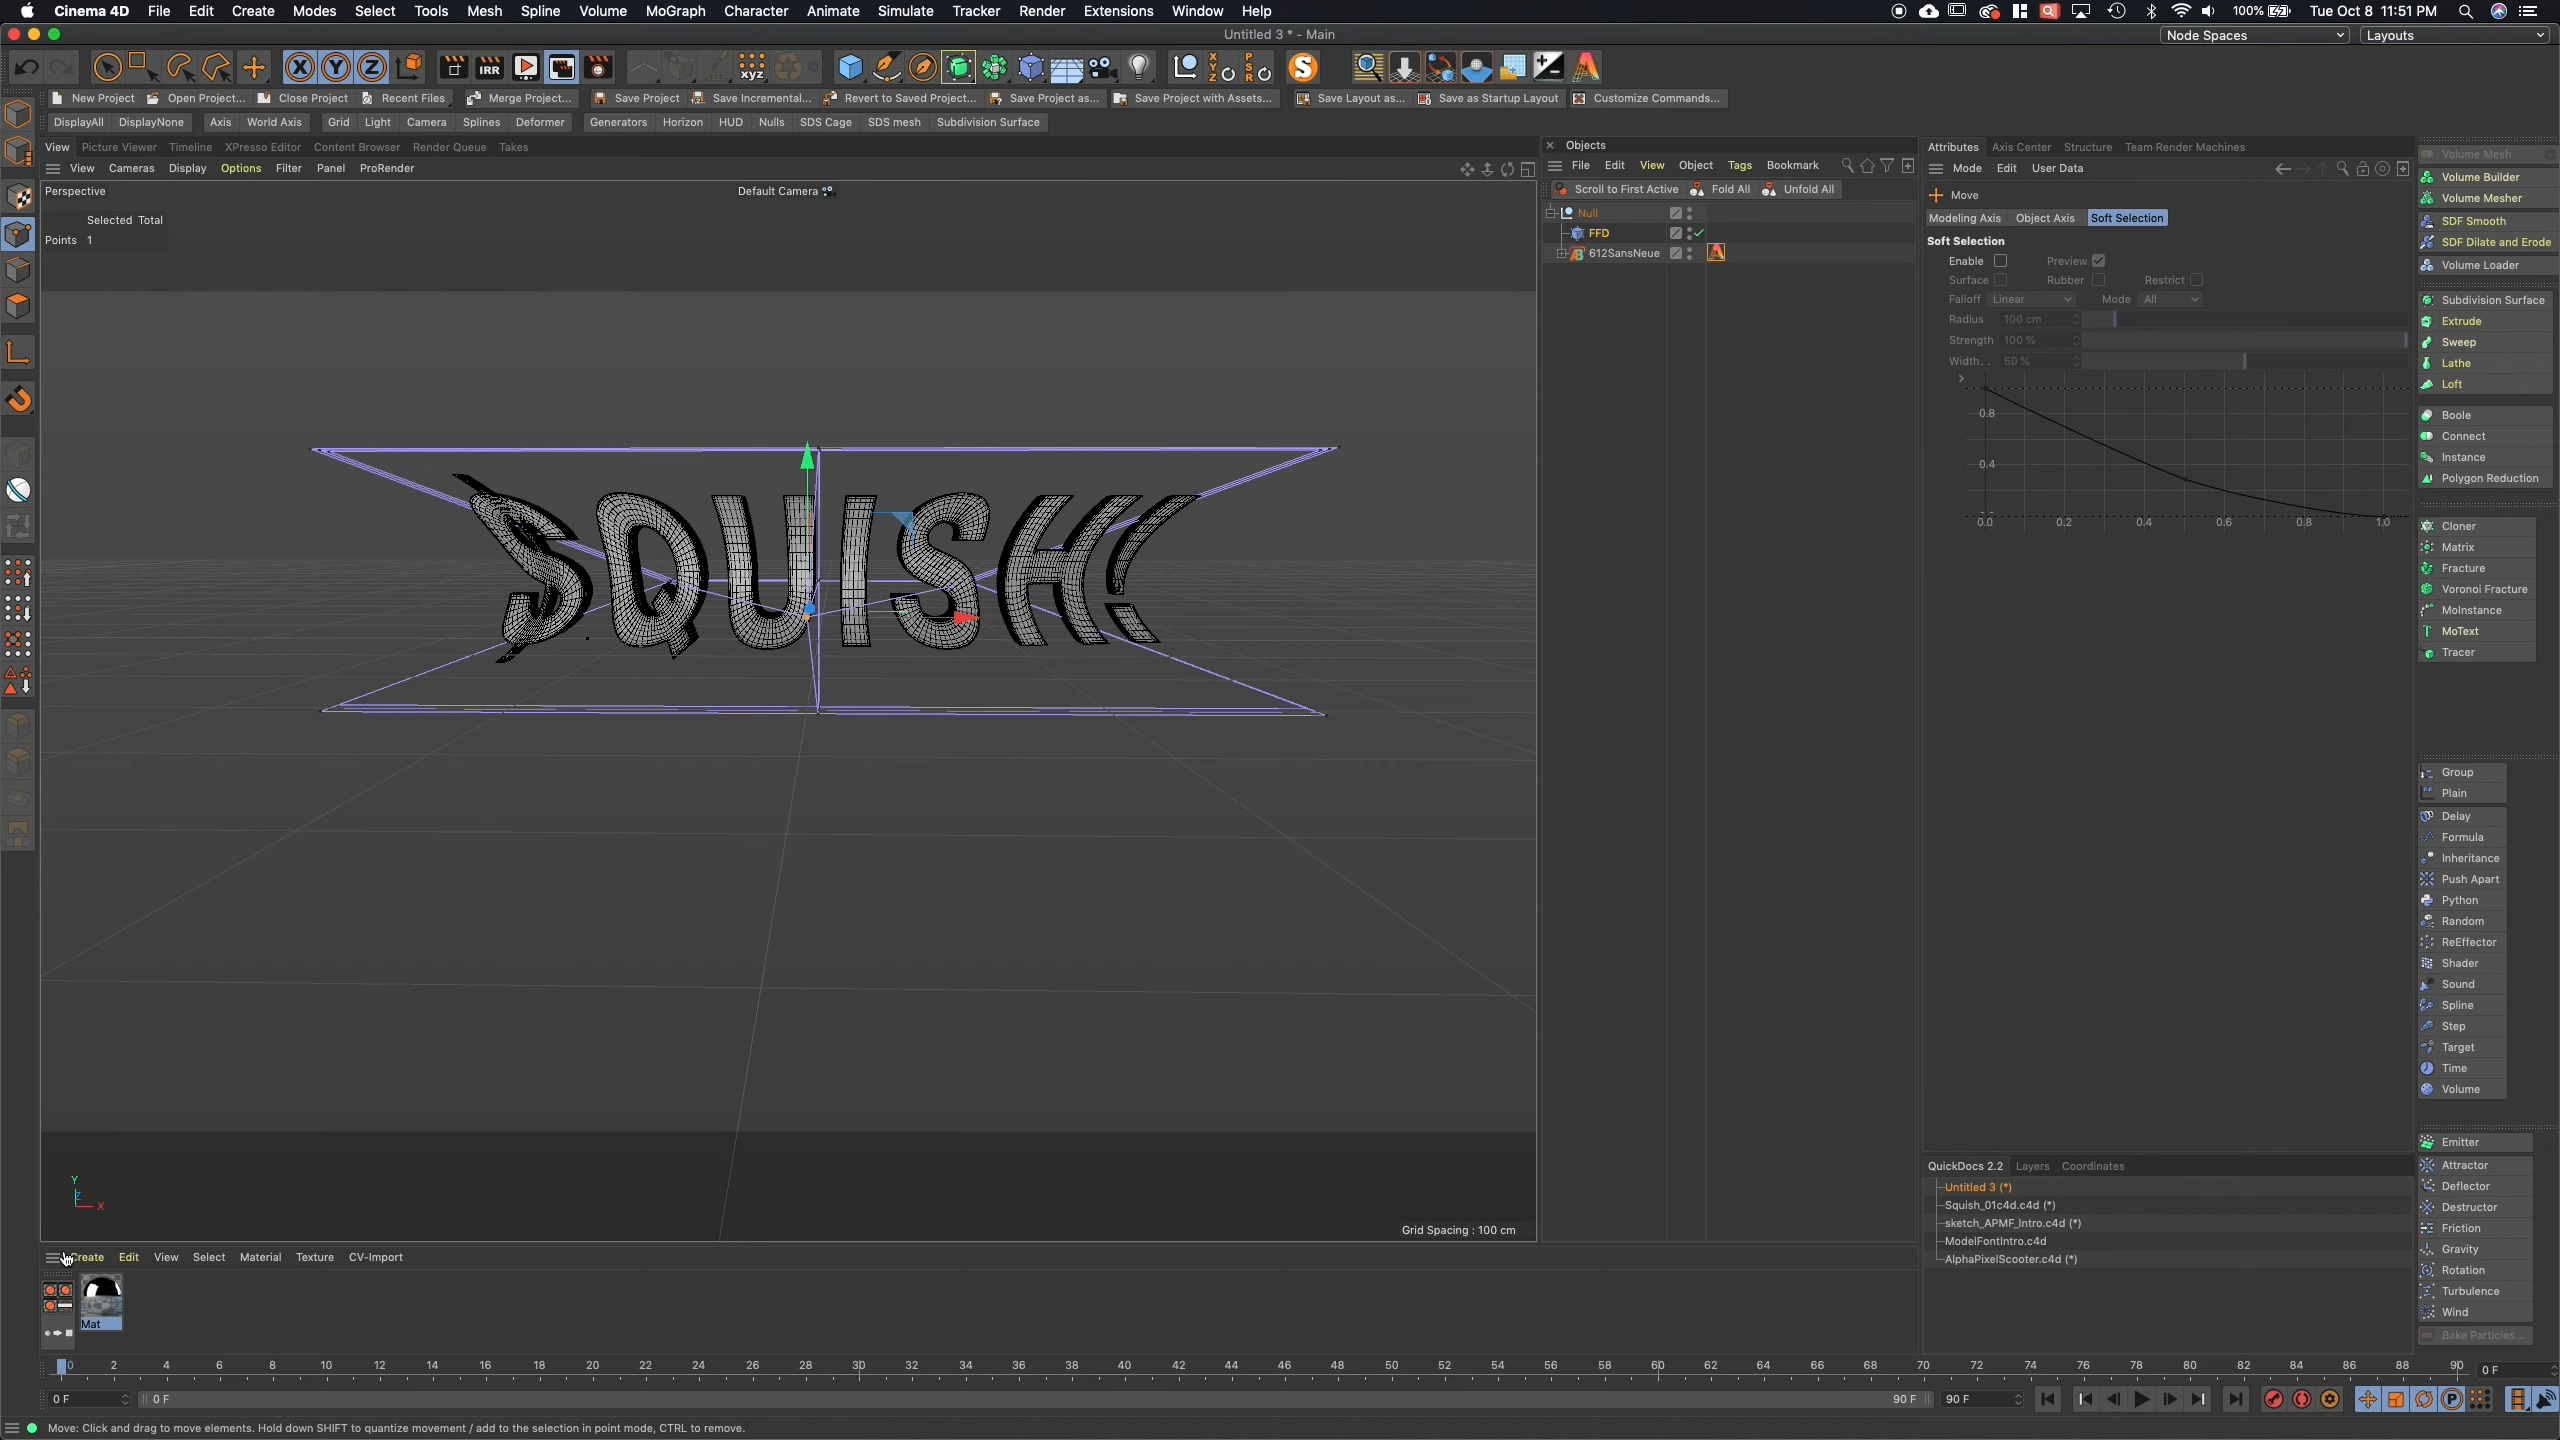 Cinema 4D File Edit Create Modes Select Tools Mesh Spline Volume MoGraph Character Animate Simulate Tracker Render Extensions Window Help 100% Tue Oct 8 11:51 PM
Untitled 3 * - Main Node Spaces Layouts
New Project Open Project... Close Project Recent Files Merge Project... Save Project Save Incremental... Revert to Saved Project... Save Project as... Save Project with Assets... Save Layout as... Save as Startup Layout Customize Commands...
DisplayAll DisplayNone Axis World Axis Grid Light Camera Splines Deformer Generators Horizon HUD Nulls SDS Cage SDS mesh Subdivision Surface
View Picture Viewer Timeline XPresso Editor Content Browser Render Queue Takes
View Cameras Display Options Filter Panel ProRender
Perspective Default Camera
Selected Total
Points 1
SQUISH!
Grid Spacing : 100 cm
Y
Z
X
Objects
File Edit View Object Tags Bookmark
Scroll to First Active Fold All Unfold All
Null
FFD
612SansNeue
Attributes Axis Center Structure Team Render Machines
Mode Edit User Data
Move
Modeling Axis Object Axis Soft Selection
Soft Selection
Enable Preview
Surface Rubber Restrict
Falloff Linear Mode All
Radius 100 cm
Strength 100 %
Width. . 50 %
0.8
0.4
0.0 0.2 0.4 0.6 0.8 1.0
QuickDocs 2.2 Layers Coordinates
Untitled 3 (*)
Squish_01c4d.c4d (*)
sketch_APMF_Intro.c4d (*)
ModelFontIntro.c4d
AlphaPixelScooter.c4d (*)
Volume Mesh
Volume Builder
Volume Mesher
SDF Smooth
SDF Dilate and Erode
Volume Loader
Subdivision Surface
Extrude
Sweep
Lathe
Loft
Boole
Connect
Instance
Polygon Reduction
Cloner
Matrix
Fracture
Voronoi Fracture
MoInstance
MoText
Tracer
Group
Plain
Delay
Formula
Inheritance
Push Apart
Python
Random
ReEffector
Shader
Sound
Spline
Step
Target
Time
Volume
Emitter
Attractor
Deflector
Destructor
Friction
Gravity
Rotation
Turbulence
Wind
Bake Particles...
Create Edit View Select Material Texture CV-Import
Mat
0 2 4 6 8 10 12 14 16 18 20 22 24 26 28 30 32 34 36 38 40 42 44 46 48 50 52 54 56 58 60 62 64 66 68 70 72 74 76 78 80 82 84 86 88 90 0 F
0 F 0 F 90 F 90 F
Move: Click and drag to move elements. Hold down SHIFT to quantize movement / add to the selection in point mode, CTRL to remove.